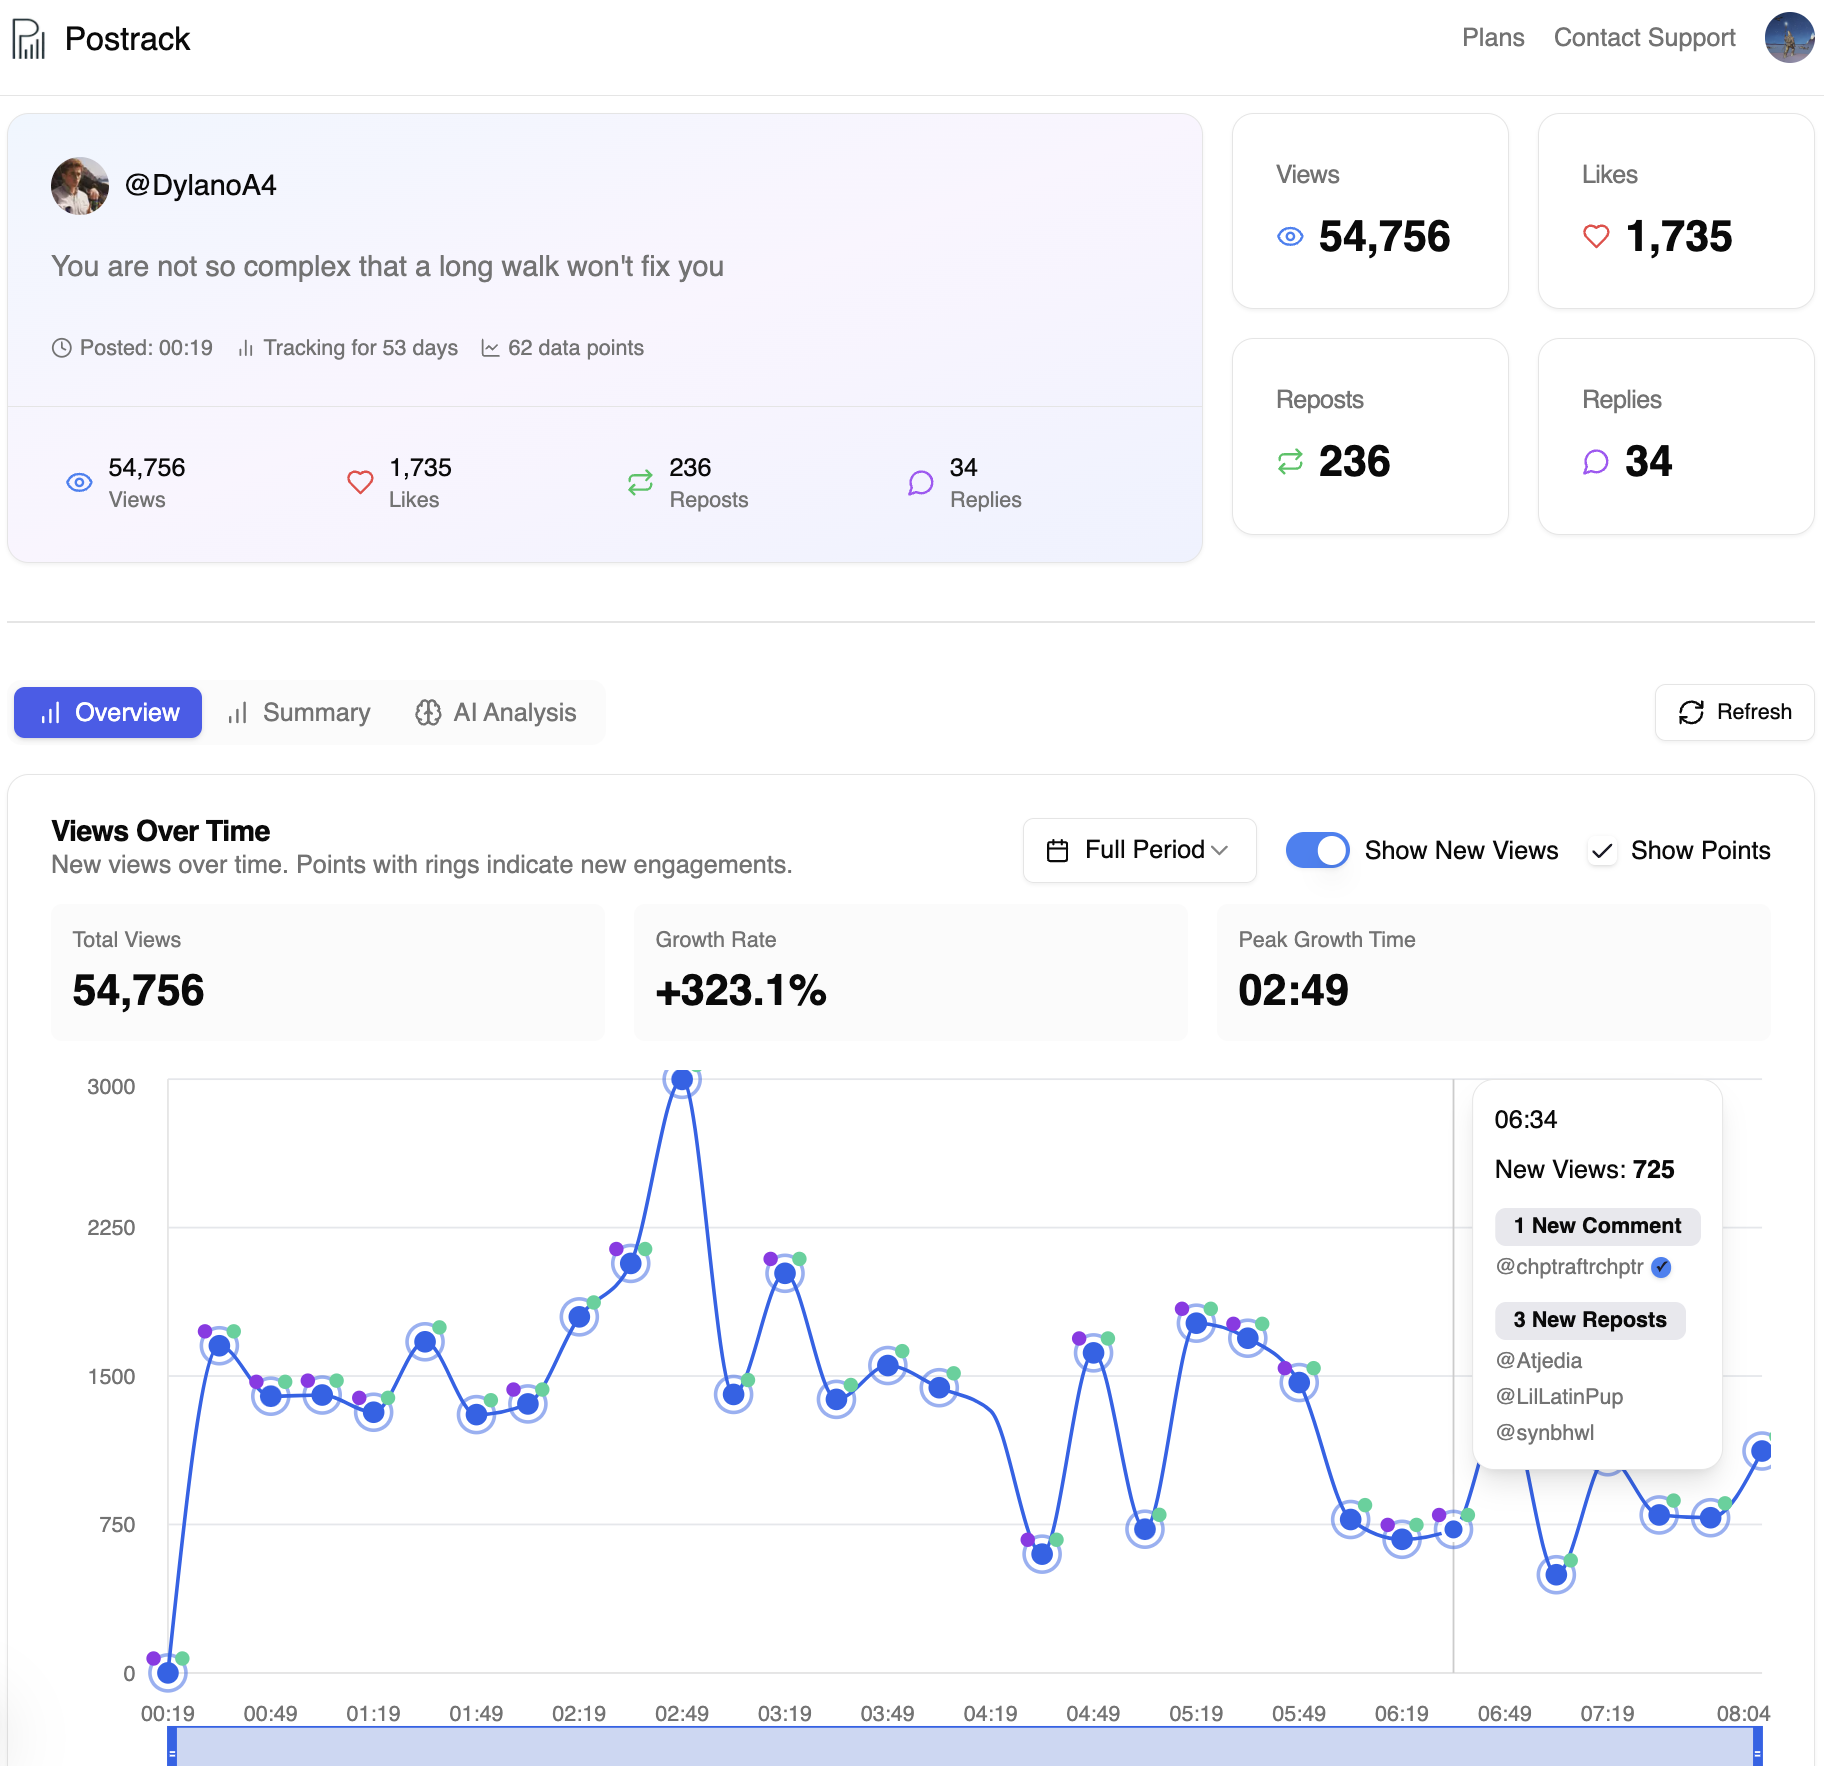 Postrack
Plans
Contact Support
@DylanoA4
You are not so complex that a long walk won't fix you
Posted: 00:19
Tracking for 53 days
62 data points
54,756
Views
1,735
Likes
236
Reposts
34
Replies
Views
54,756
Likes
1,735
Reposts
236
Replies
34
Overview
Summary
AI Analysis
Refresh
Views Over Time
New views over time. Points with rings indicate new engagements.
Full Period
Show New Views
Show Points
Total Views
54,756
Growth Rate
+323.1%
Peak Growth Time
02:49
3000
2250
1500
750
0
06:34
New Views: 725
1 New Comment
@chptraftrchptr
3 New Reposts
@Atjedia
@LilLatinPup
@synbhwl
00:19
00:49
01:19
01:49
02:19
02:49
03:19
03:49
04:19
04:49
05:19
05:49
06:19
06:49
07:19
08:04